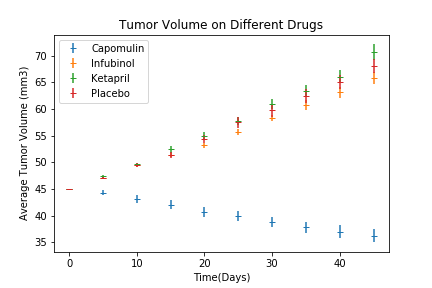 Tumor Volume on Different Drugs
Capomulin
Infubinol
Ketapril
Placebo
Average Tumor Volume (mm3)
70
65
60
55
50
45
40
35
0
10
20
30
40
Time(Days)